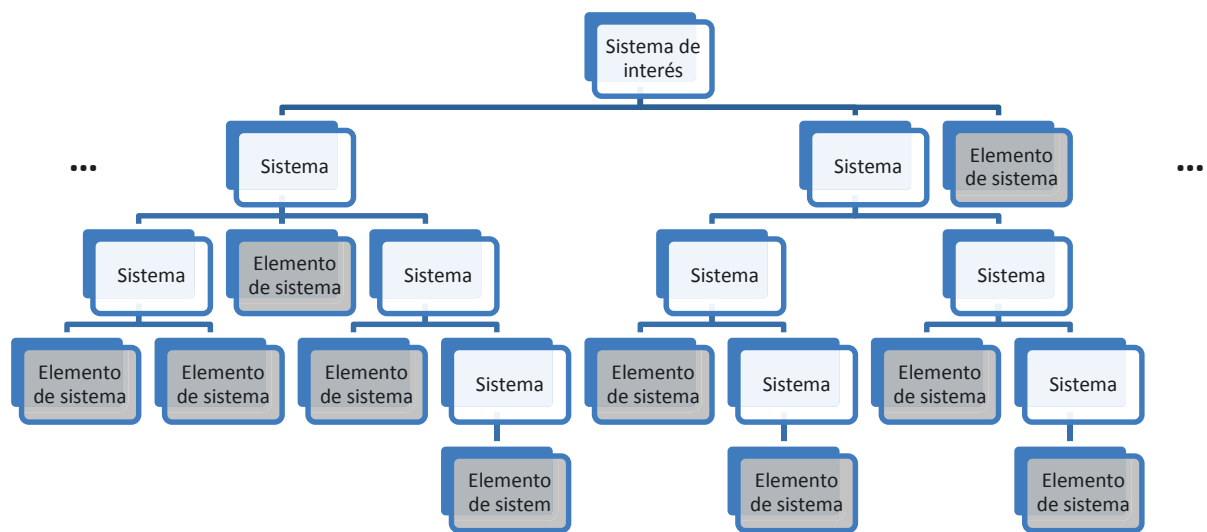 Sistema de
interés
...
Sistema
Sistema
Elemento
de sistema
...
Sistema
Elemento
de sistema
Sistema
Sistema
Sistema
Elemento
de sistema
Elemento
de sistema
Elemento
de sistema
Sistema
Elemento
de sistema
Sistema
Elemento
de sistema
Sistema
Elemento
de sistem
Elemento
de sistema
Elemento
de sistema